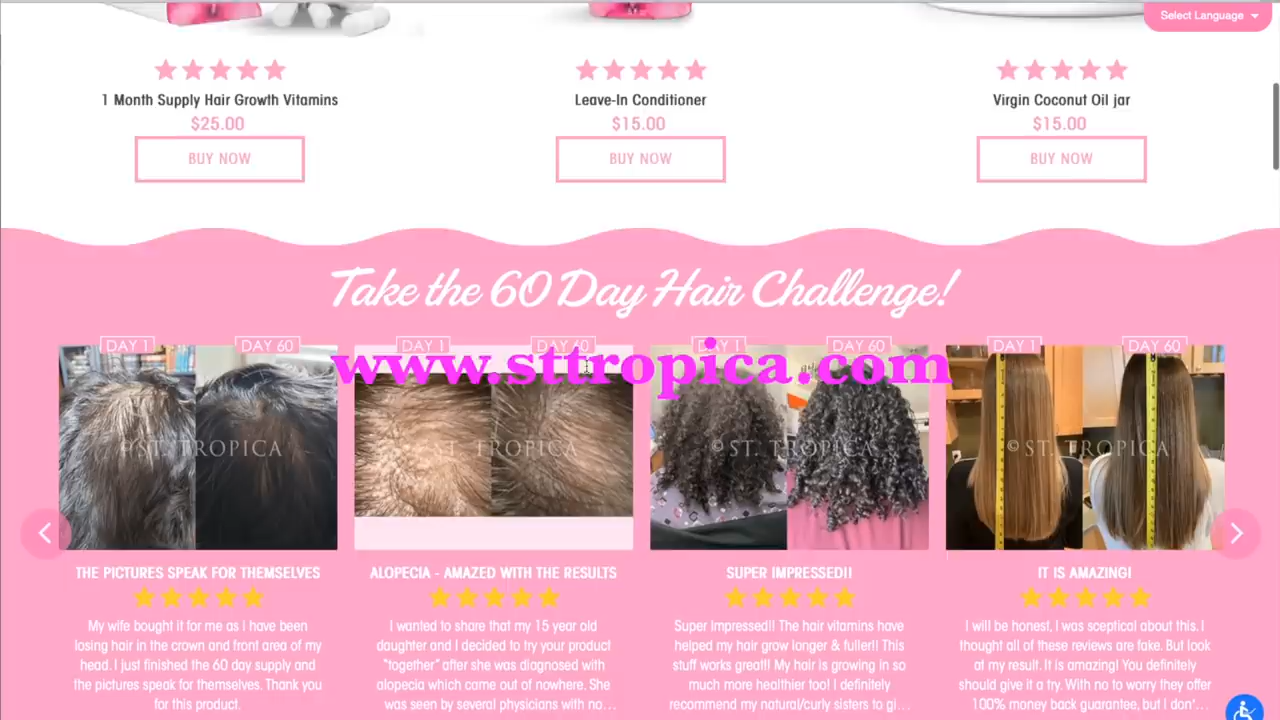 Select Language
1 Month Supply Hair Growth Vitamins
$25.00
BUY NOW
Leave-In Conditioner
$15.00
BUY NOW
Virgin Coconut Oil jar
$15.00
BUY NOW
Take the 60 Day Hair Challenge!
www.sttropica.com
DAY 1
DAY 60
©ST. TROPICA
THE PICTURES SPEAK FOR THEMSELVES
My wife bought it for me as I have been
losing hair in the crown and front area of my
head. I just finished the 60 day supply and
the pictures speak for themselves. Thank you
for this product.
DAY 1
DAY 60
©ST. TROPICA
ALOPECIA - AMAZED WITH THE RESULTS
I wanted to share that my 15 year old
daughter and I decided to try your product
"together" after she was diagnosed with
alopecia which came out of nowhere. She
was seen by several physicians with no...
DAY 1
DAY 60
©ST. TROPICA
SUPER IMPRESSED!!
Super Impressed!! The hair vitamins have
helped my hair grow longer & fuller!! This
stuff works great!! My hair is growing in so
much more healthier too! I definitely
recommend my natural/curly sisters to gi...
DAY 1
DAY 60
©ST. TROPICA
IT IS AMAZING!
I will be honest, I was sceptical about this. I
thought all of these reviews are fake. But look
at my result. It is amazing! You definitely
should give it a try. With no to worry they offer
100% money back guarantee, but I don'...